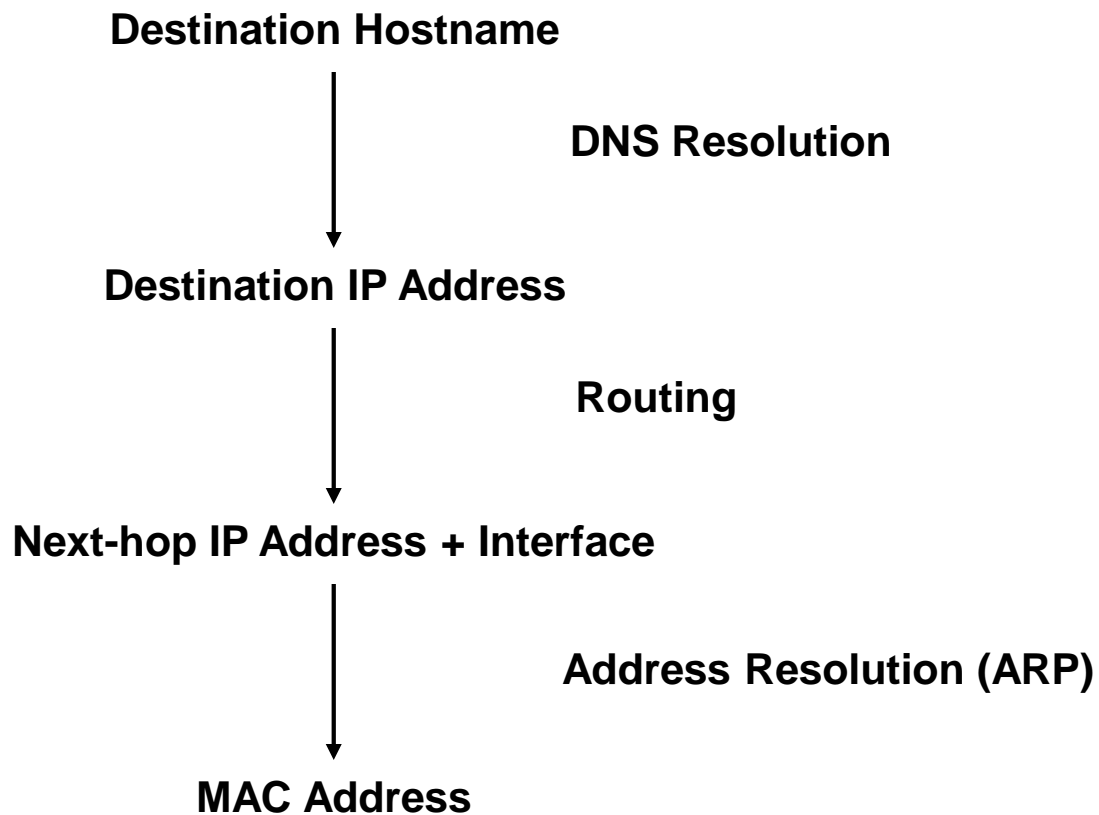 Destination Hostname
DNS Resolution
Destination IP Address
Routing
Next-hop IP Address + Interface
Address Resolution (ARP)
MAC Address